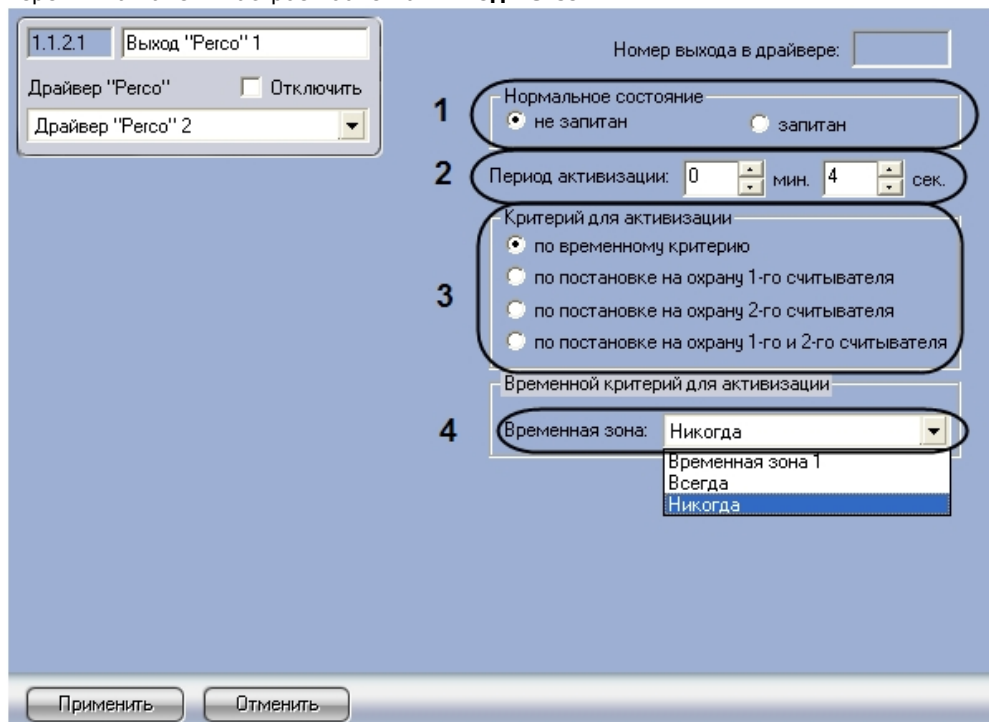 1.1.2.1 Выход "Perco" 1
Драйвер "Perco" Отключить
Драйвер "Perco" 2
Номер выхода в драйвере:
1
Нормальное состояние
не запитан запитан
2
Период активизации: 0 мин. 4 сек.
3
Критерий для активизации
по временному критерию
по постановке на охрану 1-го считывателя
по постановке на охрану 2-го считывателя
по постановке на охрану 1-го и 2-го считывателя
Временной критерий для активизации
4
Временная зона: Никогда
Временная зона 1
Всегда
Никогда
Применить Отменить